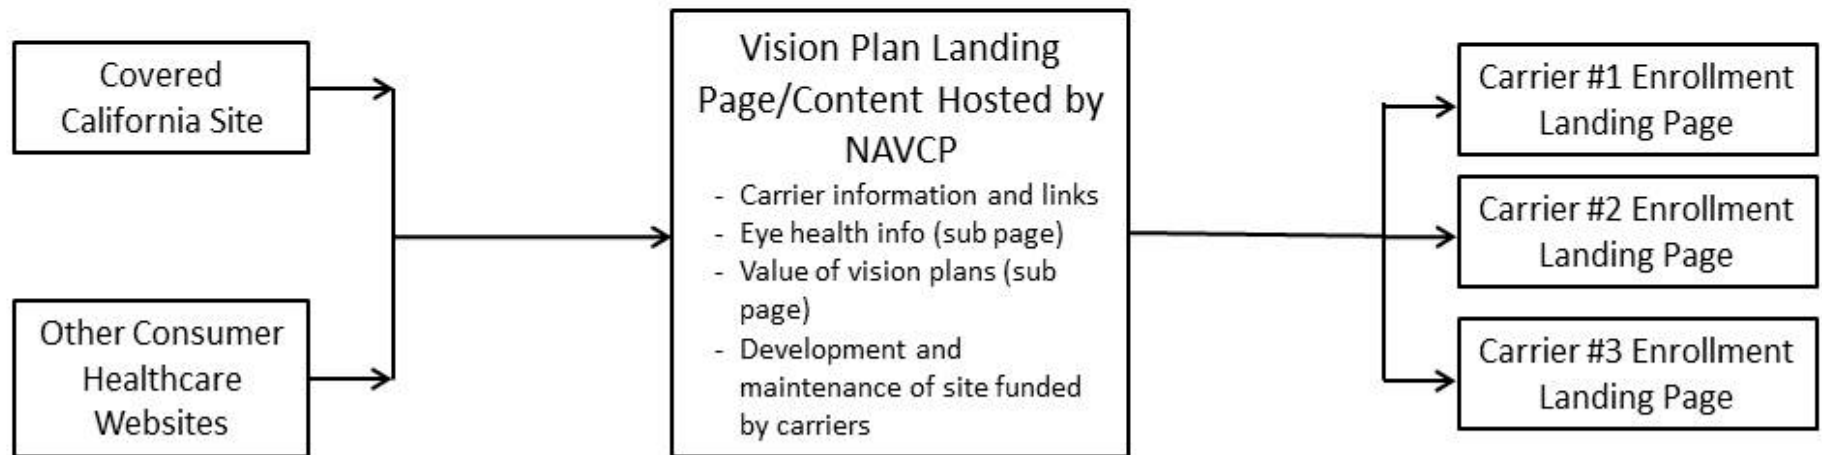 Covered
California Site
Other Consumer
Healthcare
Websites
Vision Plan Landing
Page/Content Hosted by
NAVCP
- Carrier information and links
- Eye health info (sub page)
- Value of vision plans (sub
page)
- Development and
maintenance of site funded
by carriers
Carrier #1 Enrollment
Landing Page
Carrier #2 Enrollment
Landing Page
Carrier #3 Enrollment
Landing Page